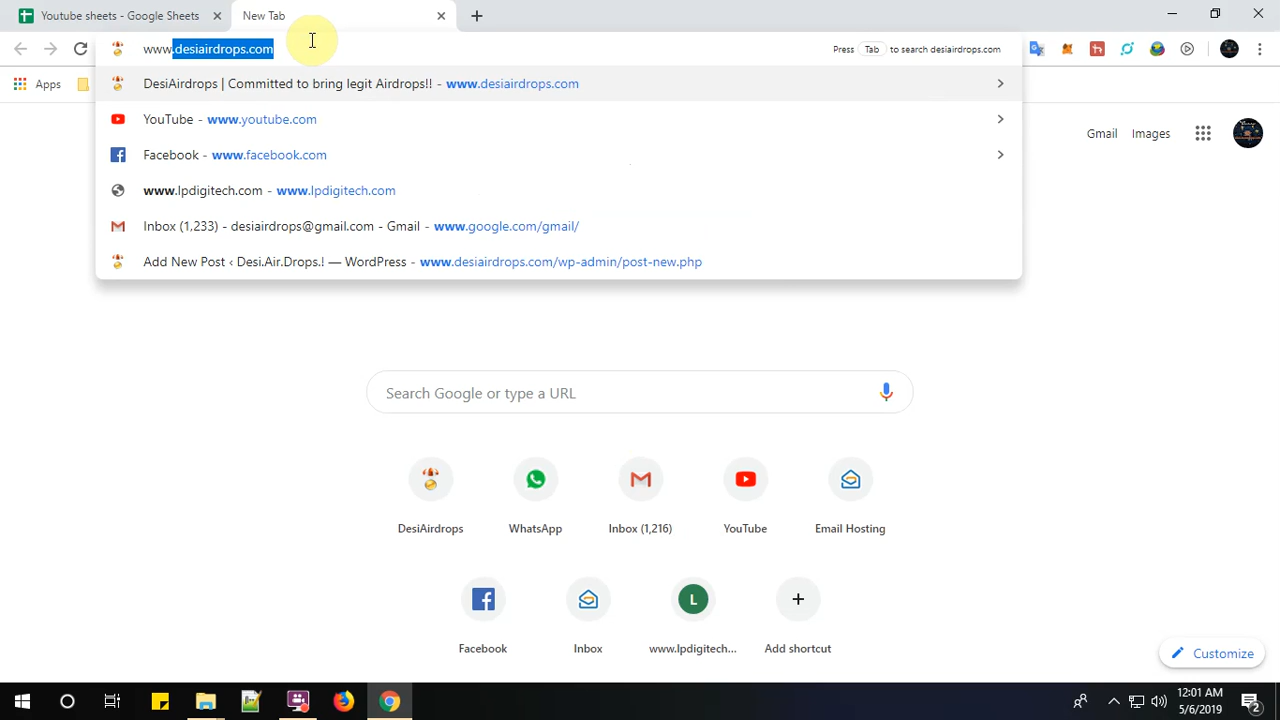 Youtube sheets - Google Sheets
New Tab
www.desiairdrops.com
Press Tab to search desiairdrops.com
Apps
DesiAirdrops | Committed to bring legit Airdrops!! - www.desiairdrops.com
YouTube - www.youtube.com
Facebook - www.facebook.com
www.lpdigitech.com - www.lpdigitech.com
Inbox (1,233) - desiairdrops@gmail.com - Gmail - www.google.com/gmail/
Add New Post ‹ Desi.Air.Drops.! — WordPress - www.desiairdrops.com/wp-admin/post-new.php
Gmail Images
Search Google or type a URL
DesiAirdrops WhatsApp Inbox (1,216) YouTube Email Hosting
L
Facebook Inbox www.lpdigitech... Add shortcut
Customize
12:01 AM
5/6/2019
2